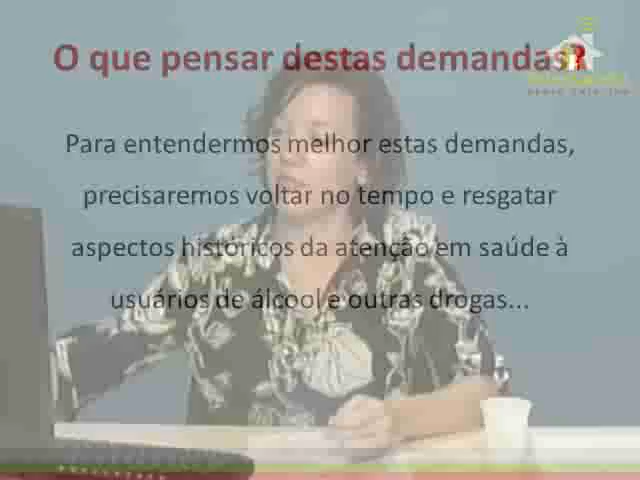 O que pensar destas demandas?
Para entendermos melhor estas demandas,
precisaremos voltar no tempo e resgatar
aspectos históricos da atenção em saúde à
usuários de álcool e outras drogas...